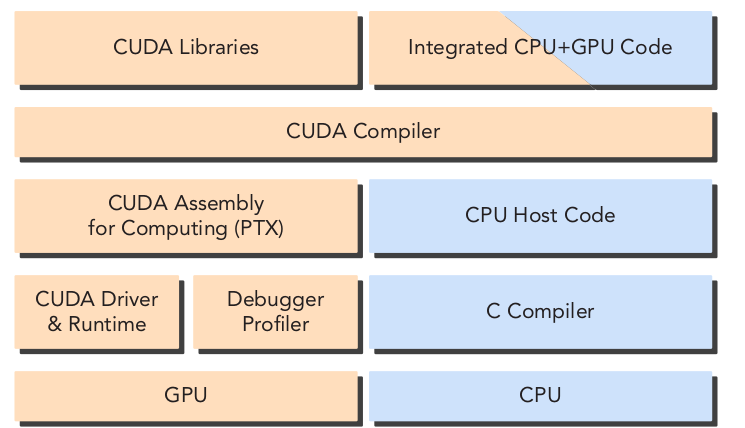 CUDA Libraries
Integrated CPU+GPU Code
CUDA Compiler
CUDA Assembly
for Computing (PTX)
CPU Host Code
CUDA Driver
& Runtime
Debugger
Profiler
C Compiler
GPU
CPU